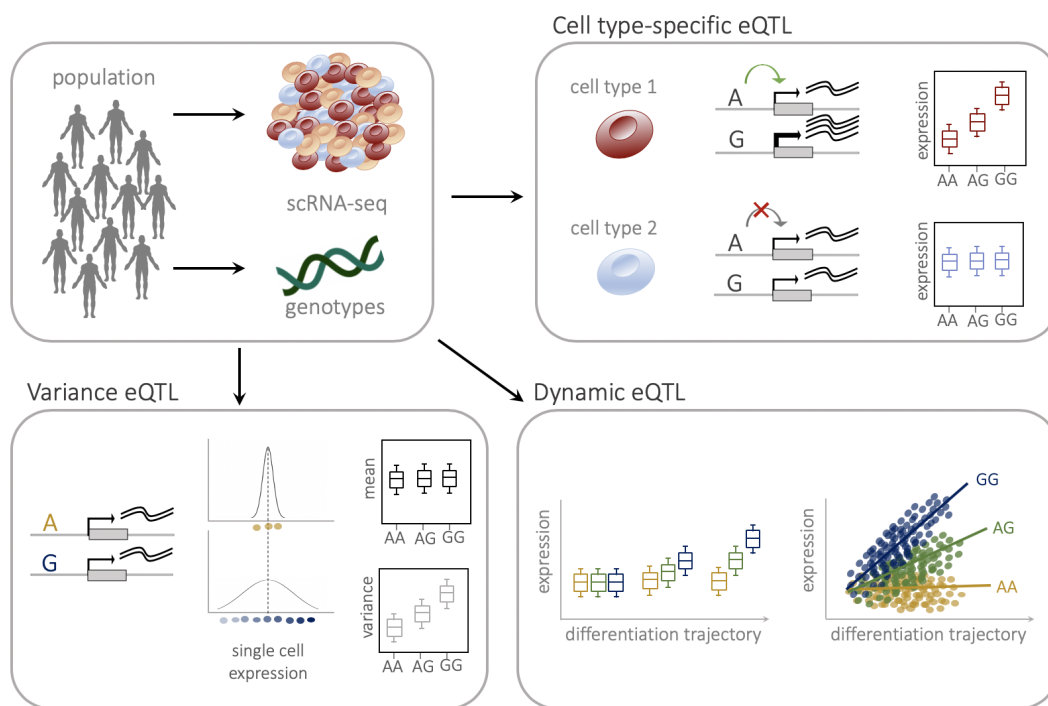 population
scRNA-seq
genotypes
Cell type-specific eQTL
cell type 1
A
G
expression
AA AG GG
cell type 2
A
G
expression
AA AG GG
Variance eQTL
A
G
single cell
expression
mean
AA AG GG
variance
AA AG GG
Dynamic eQTL
expression
differentiation trajectory
expression
GG
AG
AA
differentiation trajectory